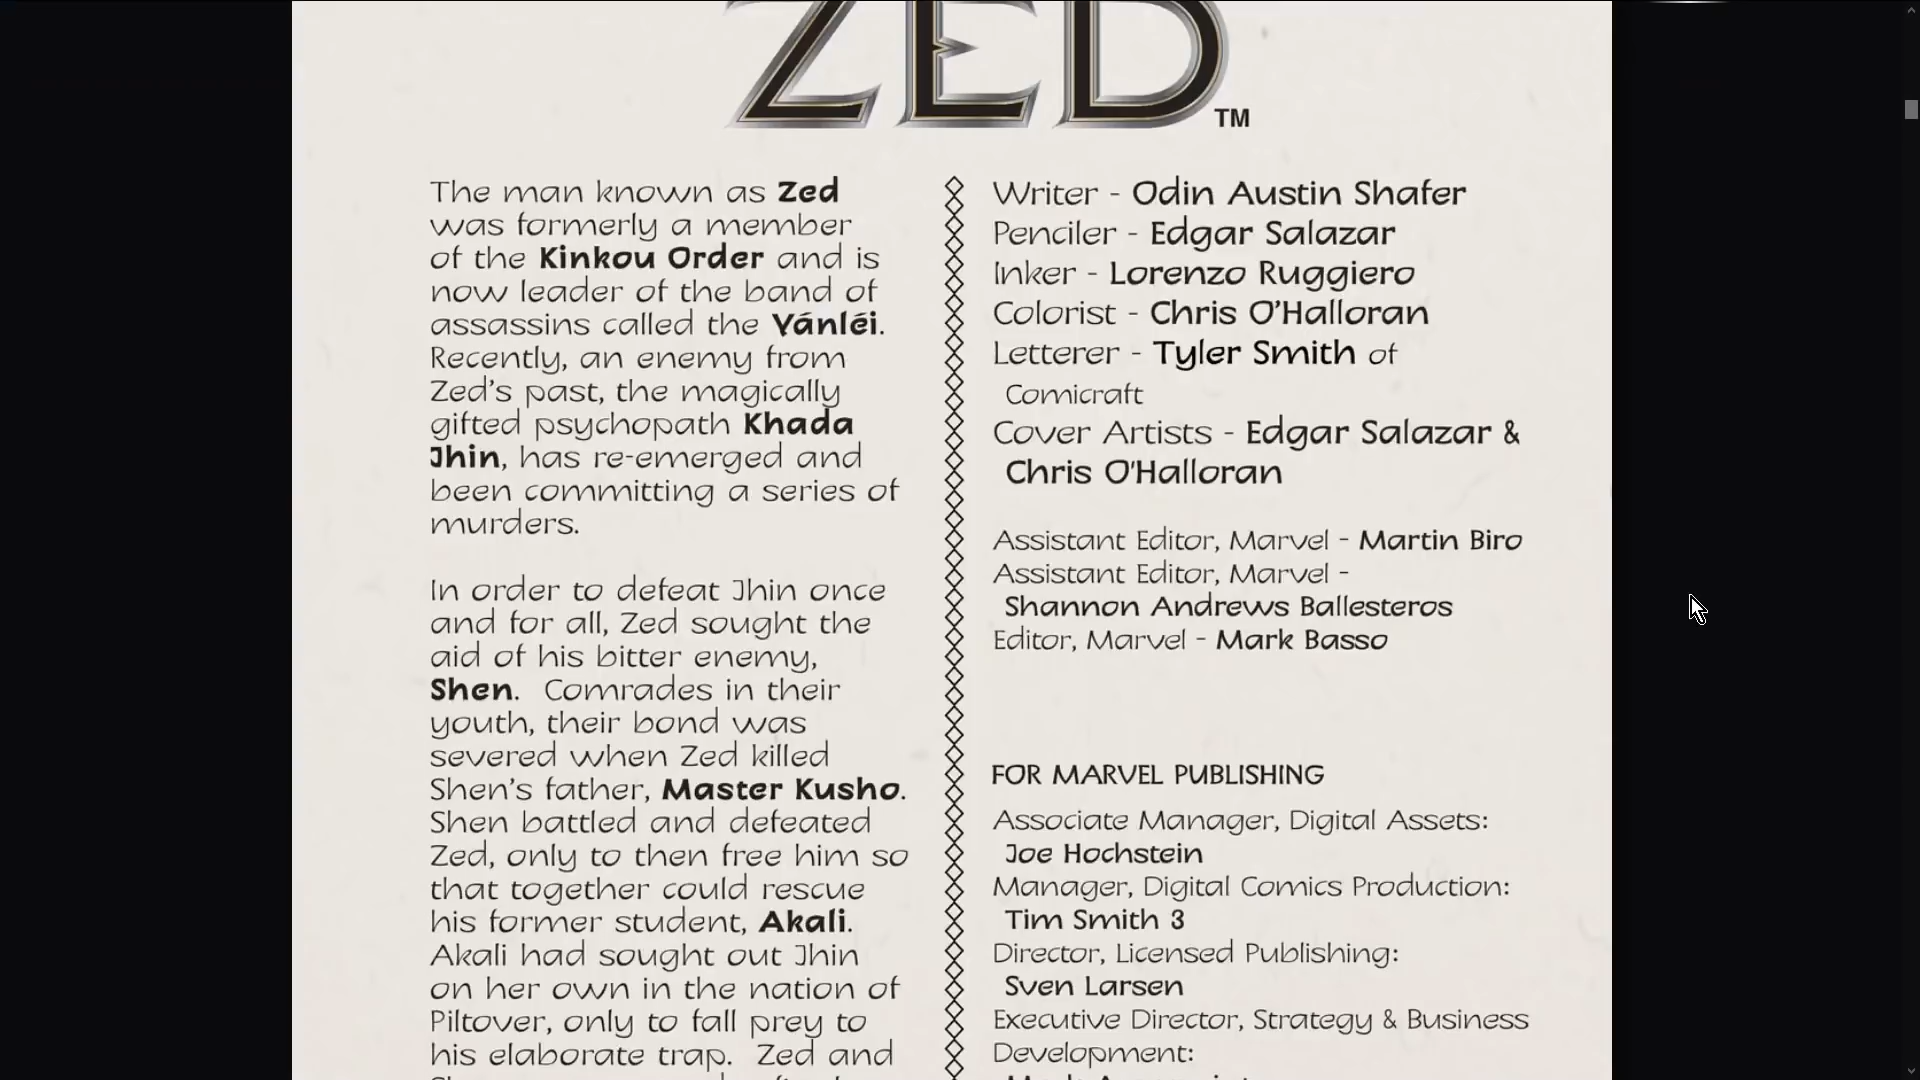 ZED
TM
The man known as Zed
was formerly a member
of the Kinkou Order and is
now leader of the band of
assassins called the Yánléi.
Recently, an enemy from
Zed's past, the magically
gifted psychopath Khada
Jhin, has re-emerged and
been committing a series of
murders.
In order to defeat Jhin once
and for all, Zed sought the
aid of his bitter enemy,
Shen. Comrades in their
youth, their bond was
severed when Zed killed
Shen's father, Master Kusho.
Shen battled and defeated
Zed, only to then free him so
that together could rescue
his former student, Akali.
Akali had sought out Jhin
on her own in the nation of
Piltover, only to fall prey to
his elaborate trap. Zed and
Writer - Odin Austin Shafer
Penciler - Edgar Salazar
Inker - Lorenzo Ruggiero
Colorist - Chris O'Halloran
Letterer - Tyler Smith of
Comicraft
Cover Artists - Edgar Salazar &
Chris O'Halloran
Assistant Editor, Marvel - Martin Biro
Assistant Editor, Marvel -
Shannon Andrews Ballesteros
Editor, Marvel - Mark Basso
FOR MARVEL PUBLISHING
Associate Manager, Digital Assets:
Joe Hochstein
Manager, Digital Comics Production:
Tim Smith 3
Director, Licensed Publishing:
Sven Larsen
Executive Director, Strategy & Business
Development: